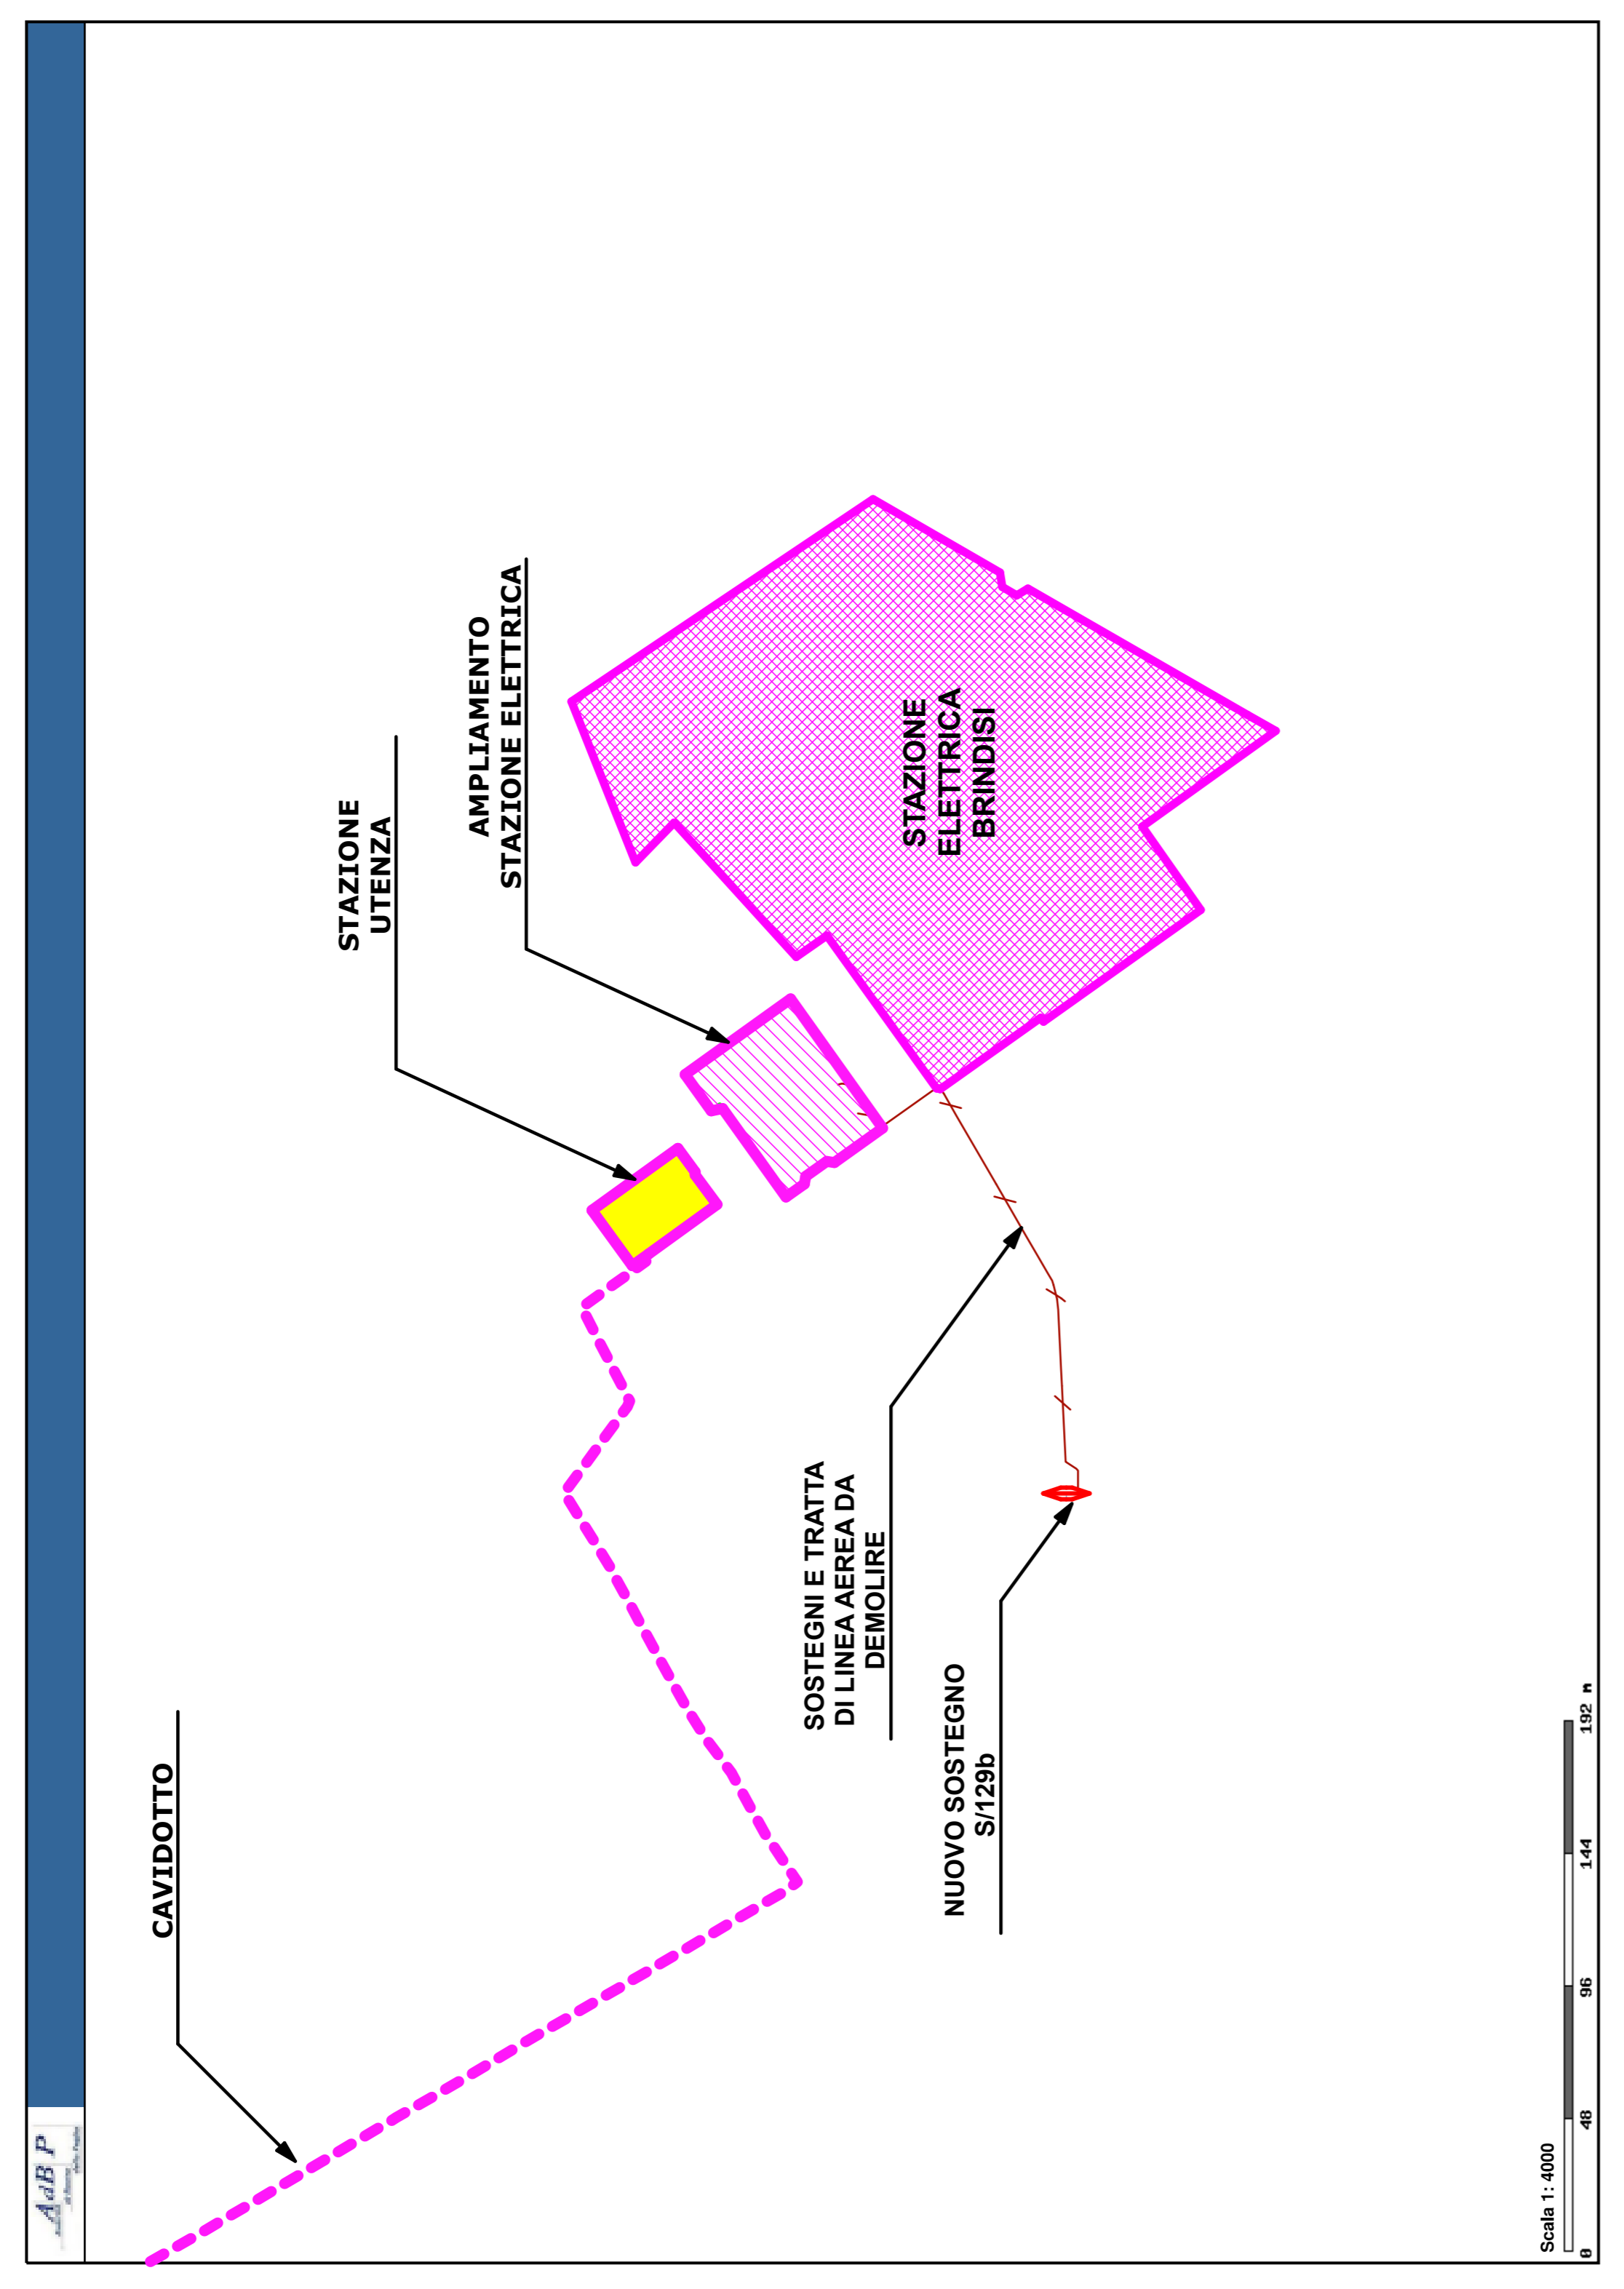 AdB P
CAVIDOTTO
STAZIONE
UTENZA
AMPLIAMENTO
STAZIONE ELETTRICA
STAZIONE
ELETTRICA
BRINDISI
SOSTEGNI E TRATTA
DI LINEA AEREA DA
DEMOLIRE
NUOVO SOSTEGNO
S/129b
Scala 1: 4000
0 48 96 144 192 m